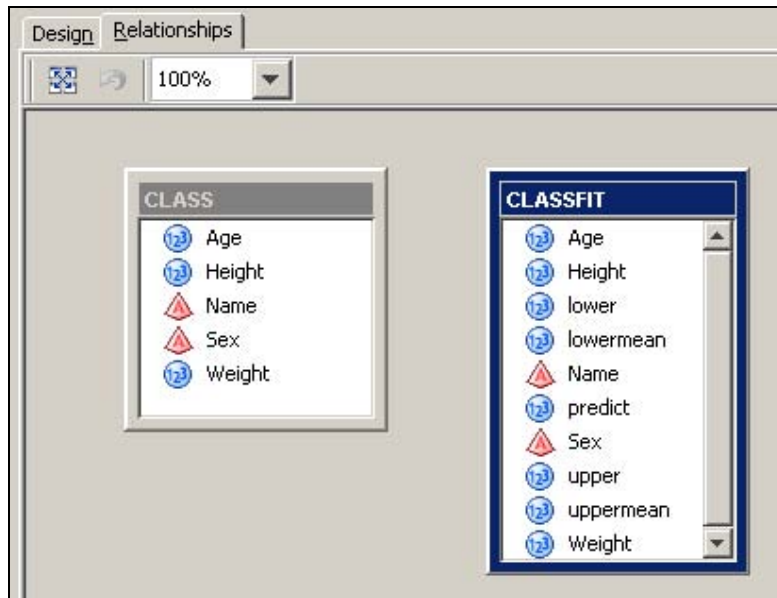 Design Relationships
100%
CLASS
Age
Height
Name
Sex
Weight
CLASSFIT
Age
Height
lower
lowermean
Name
predict
Sex
upper
uppermean
Weight